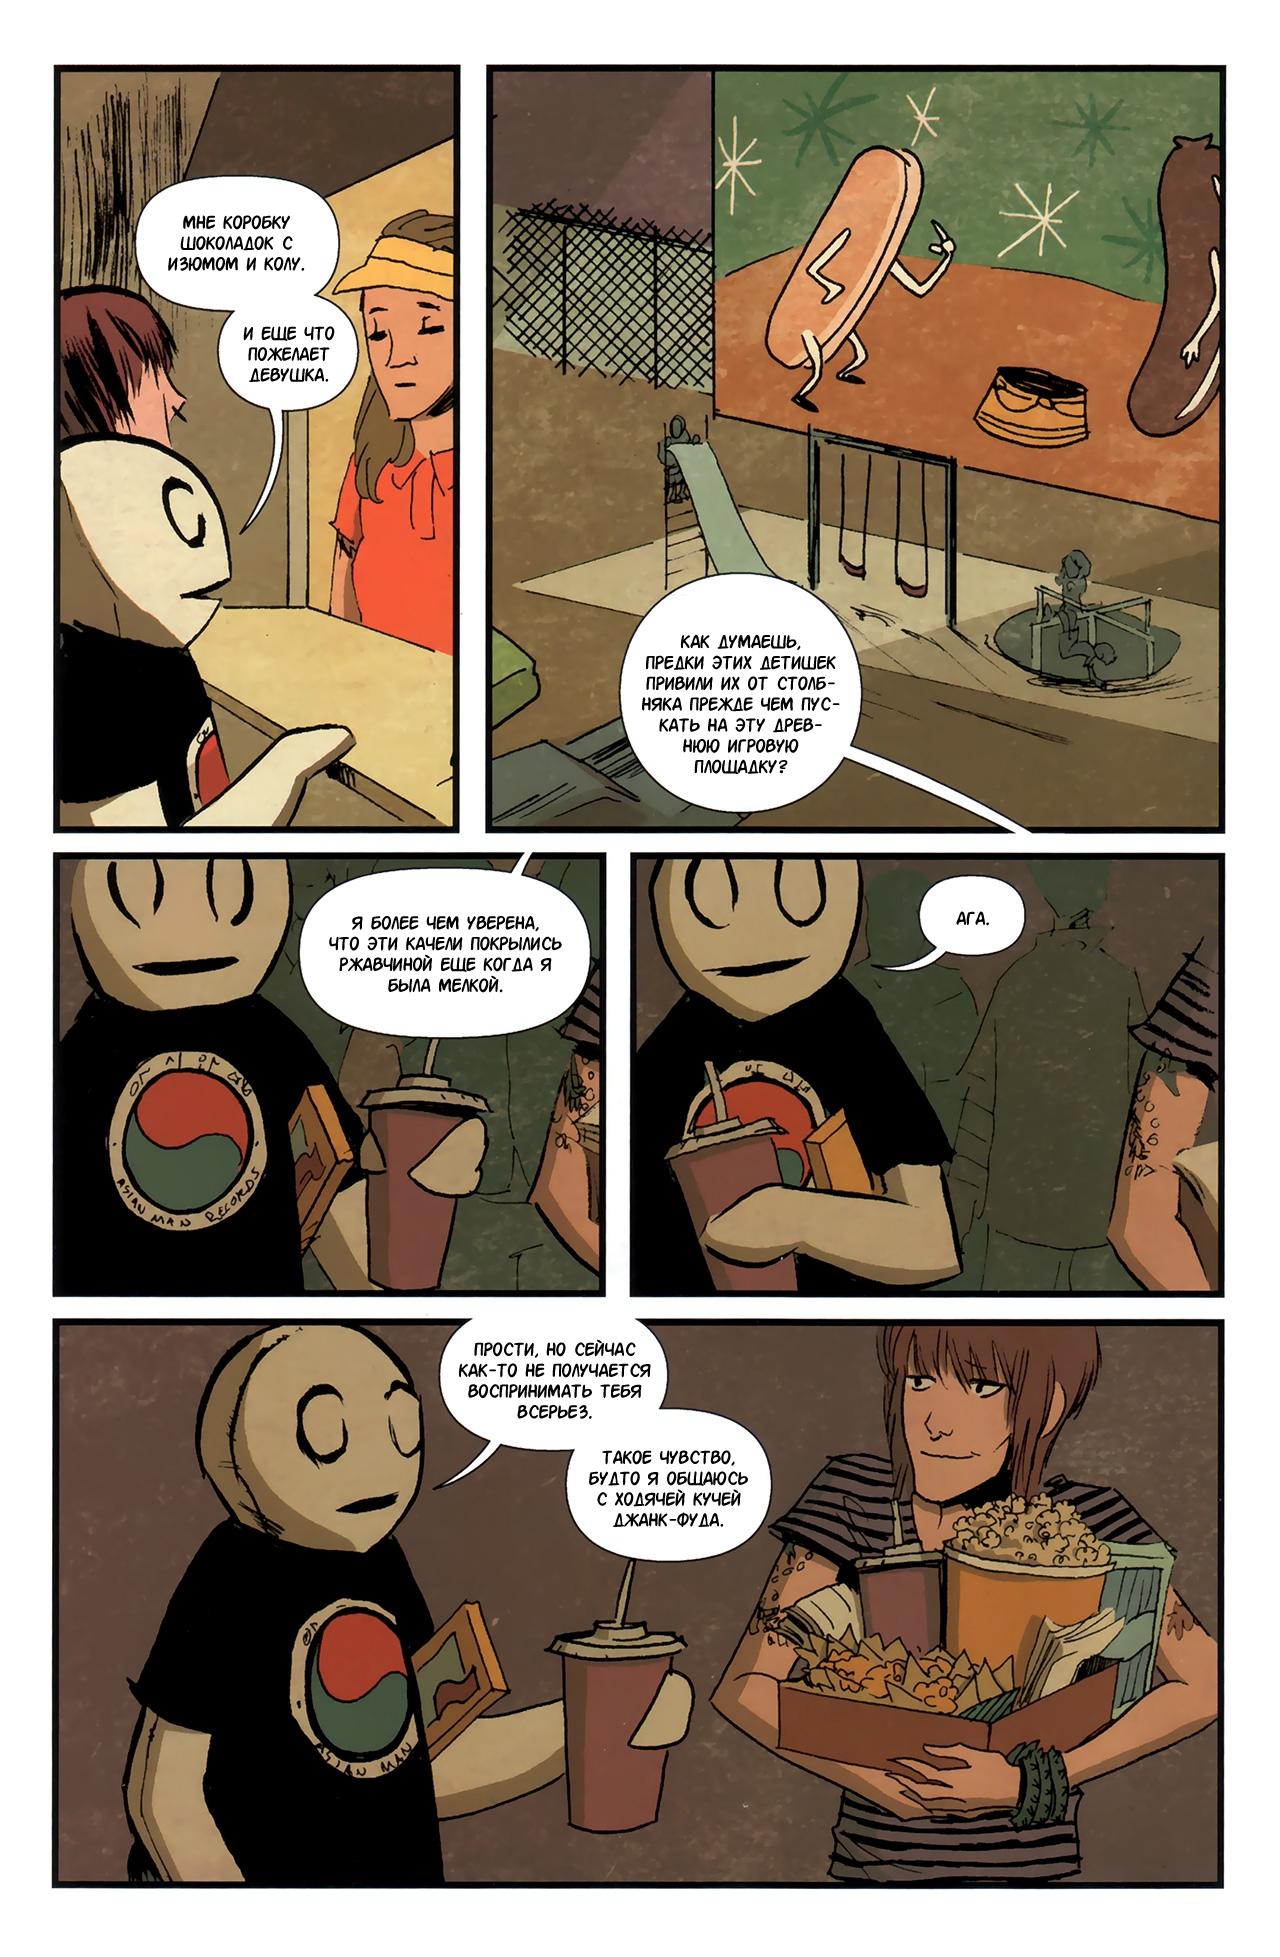 МНЕ КОРОБКУ
ШОКОЛАДОК С
ИЗЮМОМ И КОЛУ.
И ЕЩЕ ЧТО
ПОЖЕЛАЕТ
ДЕВУШКА.
КАК ДУМАЕШЬ,
ПРЕДКИ ЭТИХ ДЕТИШЕК
ПРИВИЛИ ИХ ОТ СТОЛБ-
НЯКА ПРЕЖДЕ ЧЕМ ПУС-
КАТЬ НА ЭТУ ДРЕВ-
НЮЮ ИГРОВУЮ
ПЛОЩАДКУ?
Я БОЛЕЕ ЧЕМ УВЕРЕНА,
ЧТО ЭТИ КАЧЕЛИ ПОКРЫЛИСЬ
РЖАВЧИНОЙ ЕЩЕ КОГДА Я
БЫЛА МЕЛКОЙ.
ASIAN MAN RECORDS
АГА.
ПРОСТИ, НО СЕЙЧАС
КАК-ТО НЕ ПОЛУЧАЕТСЯ
ВОСПРИНИМАТЬ ТЕБЯ
ВСЕРЬЕЗ.
ТАКОЕ ЧУВСТВО,
БУДТО Я ОБЩАЮСЬ
С ХОДЯЧЕЙ КУЧЕЙ
ДЖАНК-ФУДА.
ASIAN MAN